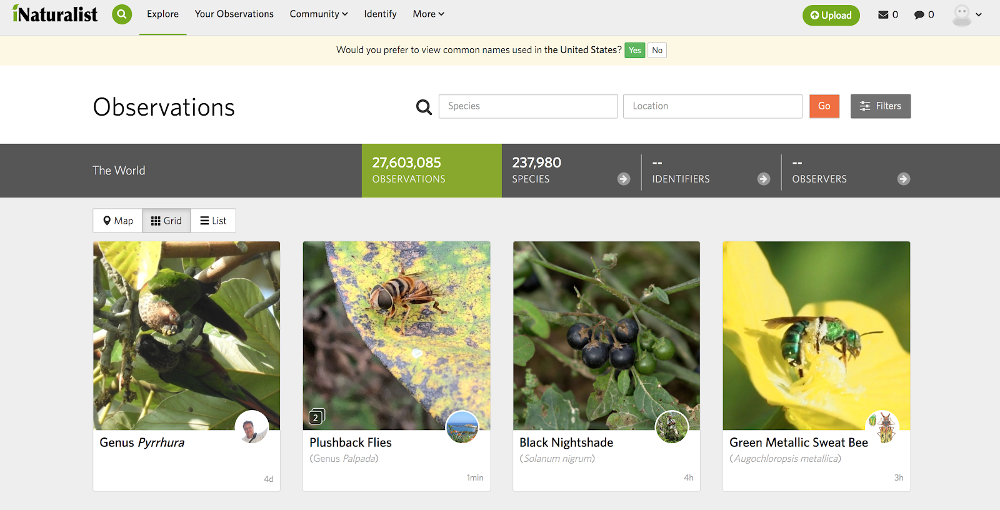 iNaturalist
Explore
Your Observations
Community
Identify
More
Upload
0
0
Would you prefer to view common names used in the United States? Yes No
Observations
Species
Location
Go
Filters
The World
27,603,085
OBSERVATIONS
237,980
SPECIES
--
IDENTIFIERS
--
OBSERVERS
Map
Grid
List
Genus Pyrrhura
4d
2
Plushback Flies
(Genus Palpada)
1min
Black Nightshade
(Solanum nigrum)
4h
Green Metallic Sweat Bee
(Augochloropsis metallica)
3h